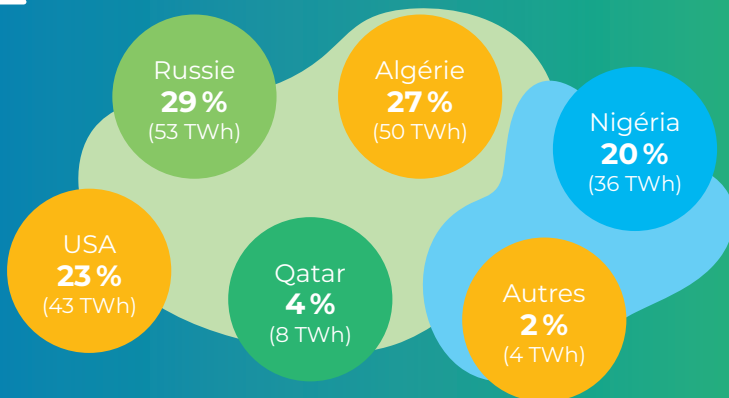 Russie
29 %
(53 TWh)
Algérie
27 %
(50 TWh)
Nigéria
20 %
(36 TWh)
USA
23 %
(43 TWh)
Qatar
4 %
(8 TWh)
Autres
2 %
(4 TWh)